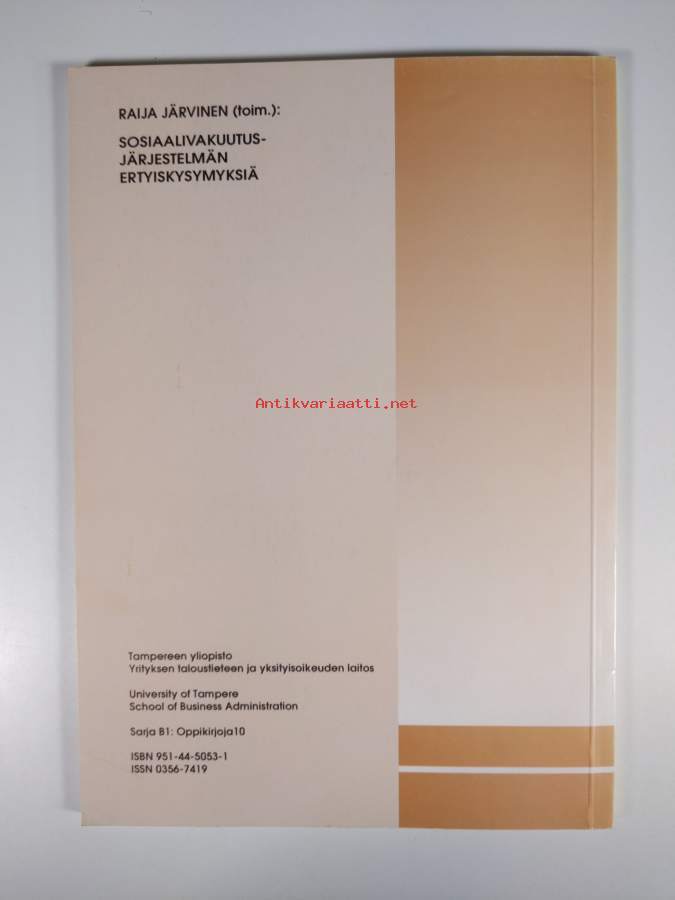 RAIJA JÄRVINEN (toim.):
SOSIAALIVAKUUTUS-
JÄRJESTELMÄN
ERTYISKYSYMYKSIÄ
Antikvariaatti.net
Tampereen yliopisto
Yrityksen taloustieteen ja yksityisoikeuden laitos
University of Tampere
School of Business Administration
Sarja B1: Oppikirjoja10
ISBN 951-44-5053-1
ISSN 0356-7419